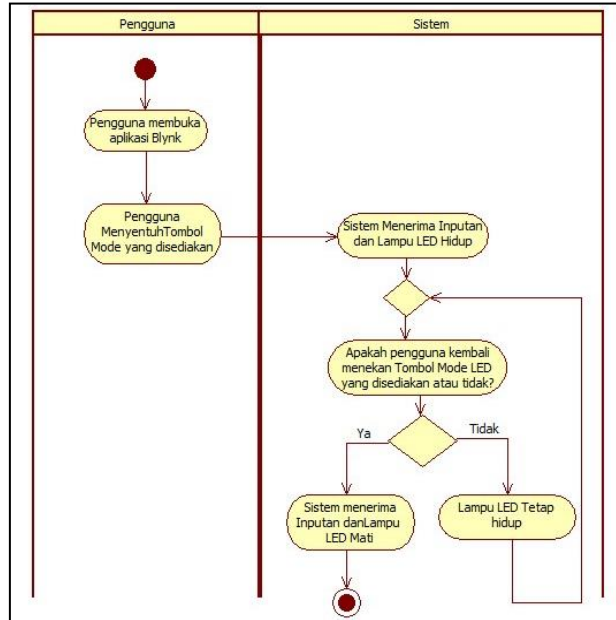 Pengguna
Sistem
Pengguna membuka
aplikasi Blynk
Pengguna
MenyentuhTombol
Mode yang disediakan
Sistem Menerima Inputan
dan Lampu LED Hidup
Apakah pengguna kembali
menekan Tombol Mode LED
yang disediakan atau tidak?
Ya
Tidak
Sistem menerima
Inputan danLampu
LED Mati
Lampu LED Tetap
hidup